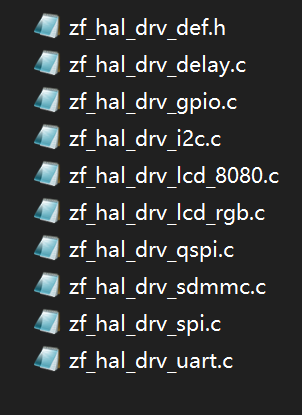 zf_hal_drv_def.h
zf_hal_drv_delay.c
zf_hal_drv_gpio.c
zf_hal_drv_i2c.c
zf_hal_drv_lcd_8080.c
zf_hal_drv_lcd_rgb.c
zf_hal_drv_qspi.c
zf_hal_drv_sdmmc.c
zf_hal_drv_spi.c
zf_hal_drv_uart.c